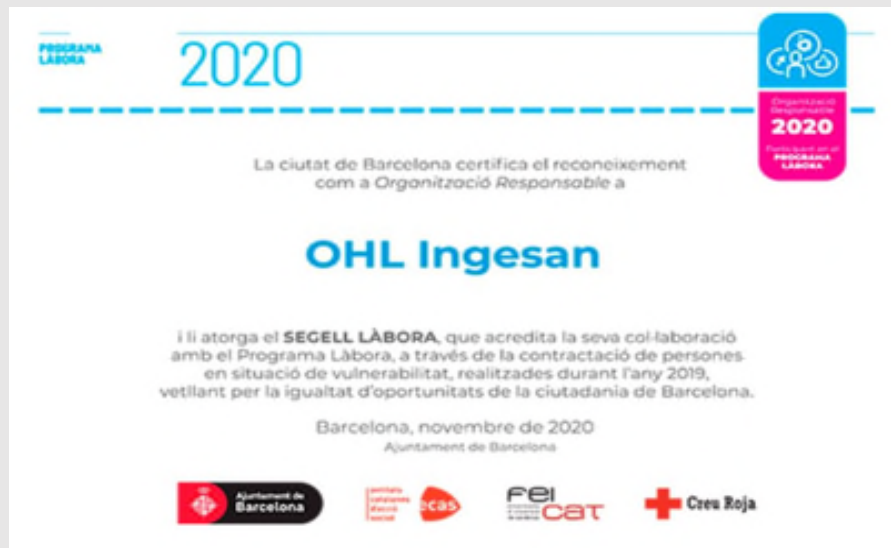 PROGRAMA
LÀBORA
2020
Organització
Responsable
2020
Participant en el
PROGRAMA
LÀBORA
La ciutat de Barcelona certifica el reconeixement
com a Organització Responsable a
OHL Ingesan
i li atorga el SEGELL LÀBORA, que acredita la seva col·laboració
amb el Programa Làbora, a través de la contractació de persones
en situació de vulnerabilitat, realitzades durant l'any 2019,
vetllant per la igualtat d'oportunitats de la ciutadania de Barcelona.
Barcelona, novembre de 2020
Ajuntament de Barcelona
Ajuntament de
Barcelona
entitats
catalanes
d'acció
social
ecas
FEI
CAT
Creu Roja